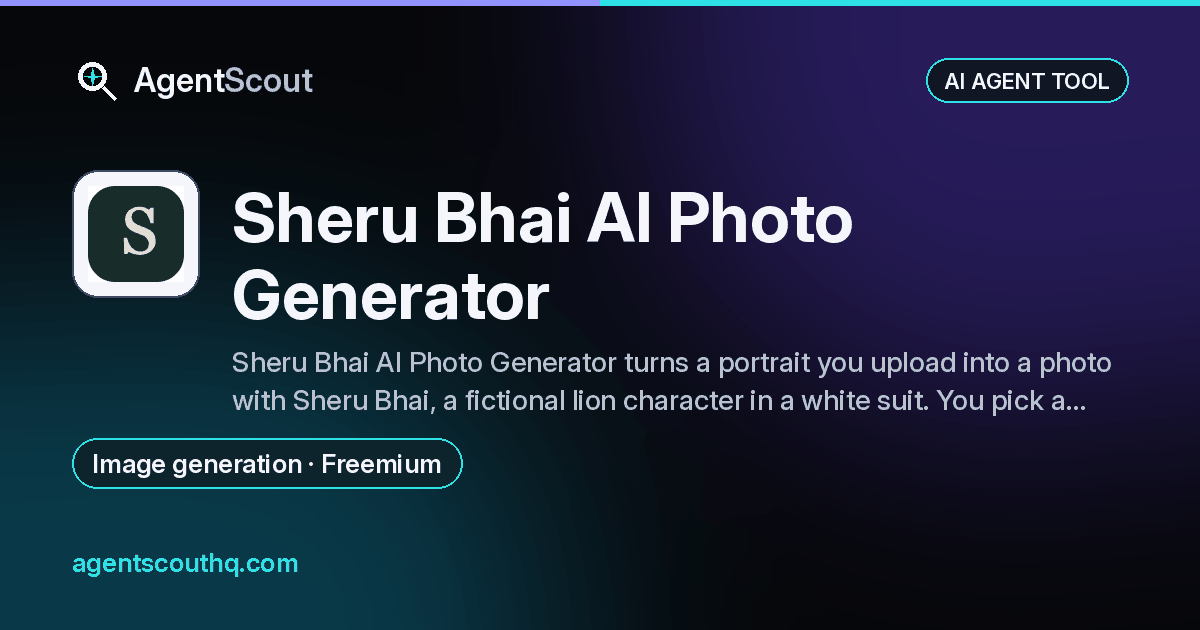 AgentScout
AI AGENT TOOL
S
Sheru Bhai AI Photo
Generator
Sheru Bhai AI Photo Generator turns a portrait you upload into a photo
with Sheru Bhai, a fictional lion character in a white suit. You pick a...
Image generation · Freemium
agentscouthq.com